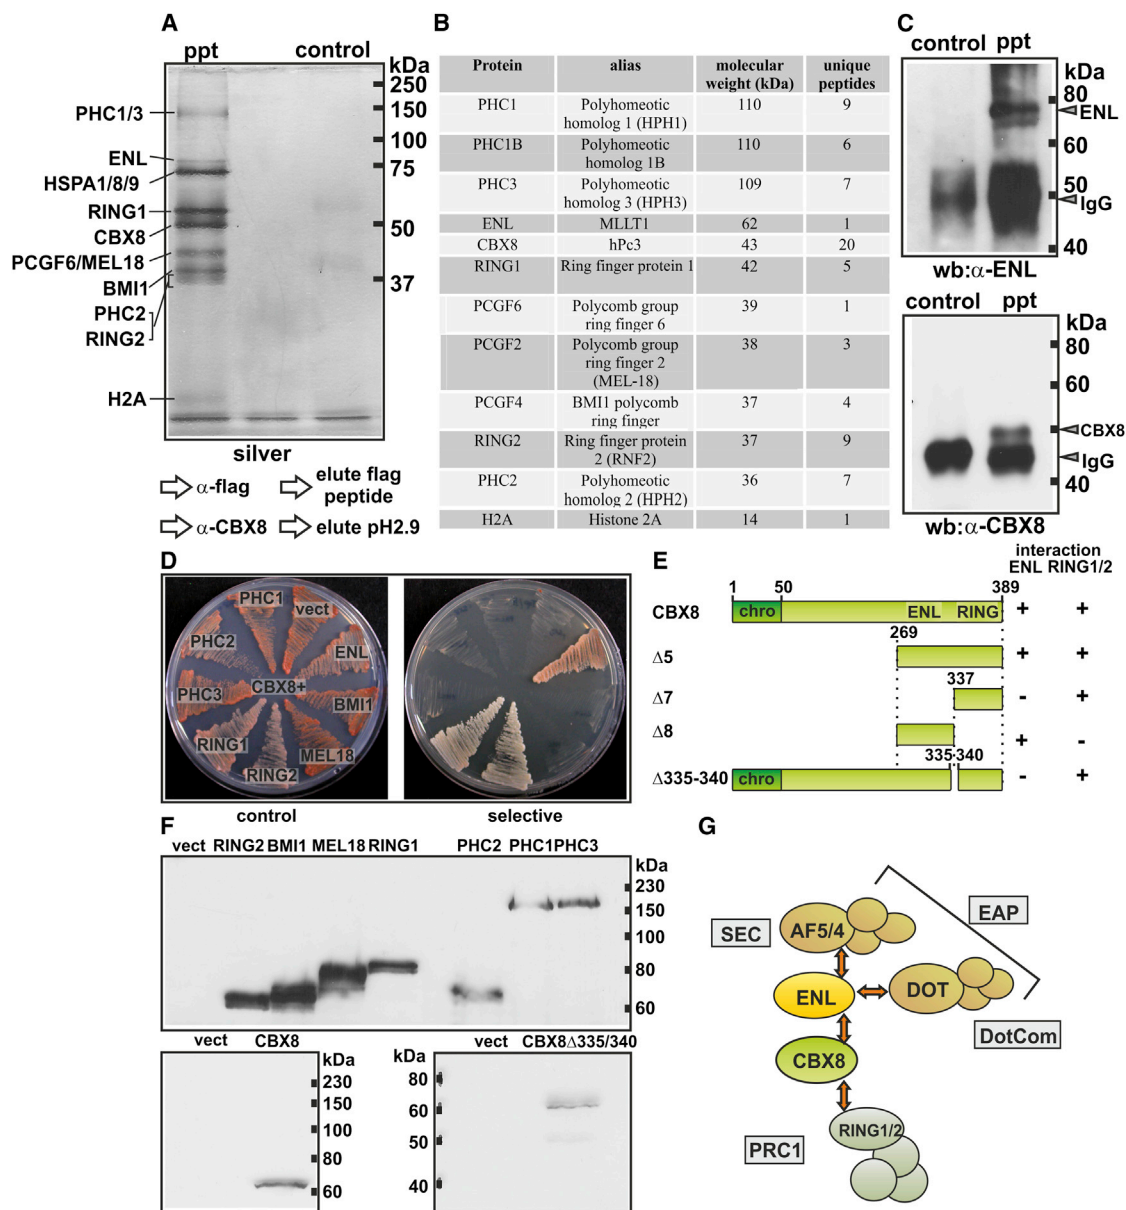 A
ppt
control
kDa
250
150
100
75
50
37
PHC1/3
ENL
HSPA1/8/9
RING1
CBX8
PCGF6/MEL18
BMI1
PHC2
RING2
H2A
silver
α-flag
elute flag
peptide
α-CBX8
elute pH2.9
B
Protein alias molecular weight (kDa) unique peptides
PHC1 Polyhomeotic homolog 1 (HPH1) 110 9
PHC1B Polyhomeotic homolog 1B 110 6
PHC3 Polyhomeotic homolog 3 (HPH3) 109 7
ENL MLLT1 62 1
CBX8 hPc3 43 20
RING1 Ring finger protein 1 42 5
PCGF6 Polycomb group ring finger 6 39 1
PCGF2 Polycomb group ring finger 2 (MEL-18) 38 3
PCGF4 BMI1 polycomb ring finger 37 4
RING2 Ring finger protein 2 (RNF2) 37 9
PHC2 Polyhomeotic homolog 2 (HPH2) 36 7
H2A Histone 2A 14 1
C
control ppt
kDa
80
ENL
60
50
IgG
40
wb:α-ENL
control ppt
kDa
80
60
CBX8
IgG
40
wb:α-CBX8
D
PHC1
vect
PHC2
ENL
PHC3
CBX8+
BMI1
RING1
MEL18
RING2
control
selective
E
interaction
ENL RING1/2
1 50 389
CBX8 chro ENL RING + +
269
Δ5 + +
337
Δ7 - +
Δ8 + -
335-340
Δ335-340 chro - +
F
vect RING2 BMI1 MEL18 RING1 PHC2 PHC1 PHC3
kDa
230
150
100
80
60
vect CBX8
kDa
230
150
100
80
60
vect CBX8Δ335/340
kDa
80
60
50
40
G
EAP
SEC
AF5/4
ENL
DOT
DotCom
CBX8
RING1/2
PRC1